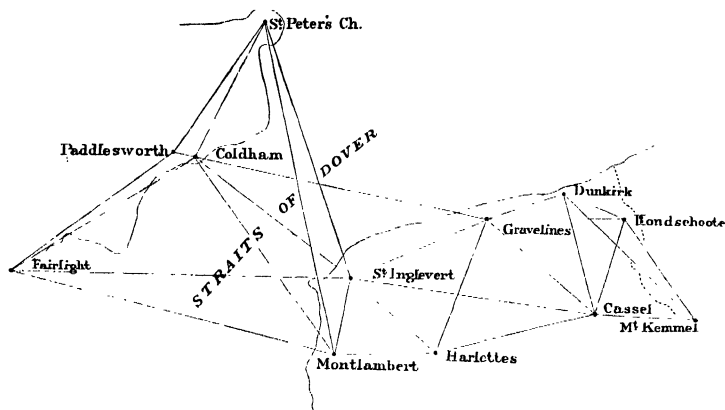 St Peter's Ch.
Paddlesworth
Coldham
STRAITS OF DOVER
Dunkirk
Hondschoote
Gravelines
Fairlight
St Inglevert
Cassel
Mt Kemmel
Montlambert
Harlettes